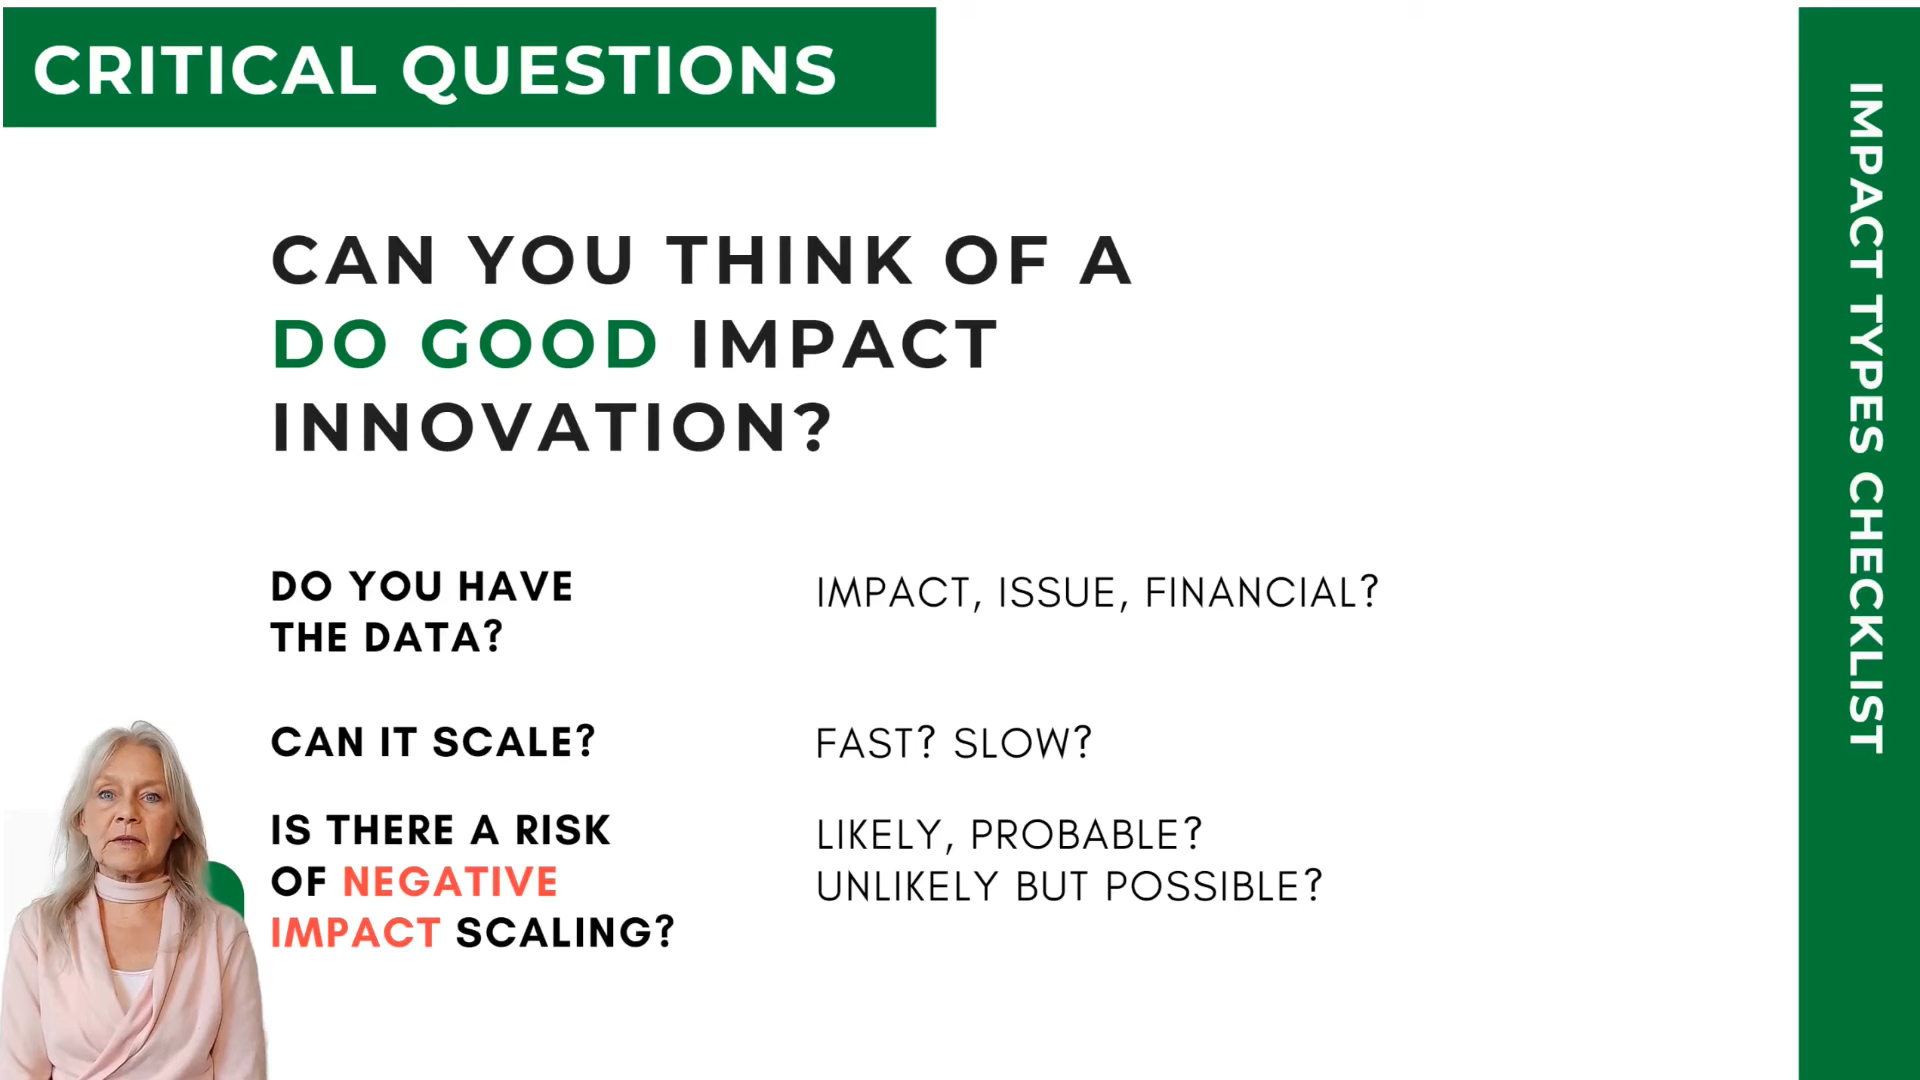 CRITICAL QUESTIONS
CAN YOU THINK OF A
DO GOOD IMPACT
INNOVATION?
DO YOU HAVE
THE DATA?
IMPACT, ISSUE, FINANCIAL?
CAN IT SCALE?
FAST? SLOW?
IS THERE A RISK
OF NEGATIVE
IMPACT SCALING?
LIKELY, PROBABLE?
UNLIKELY BUT POSSIBLE?
IMPACT TYPES CHECKLIST